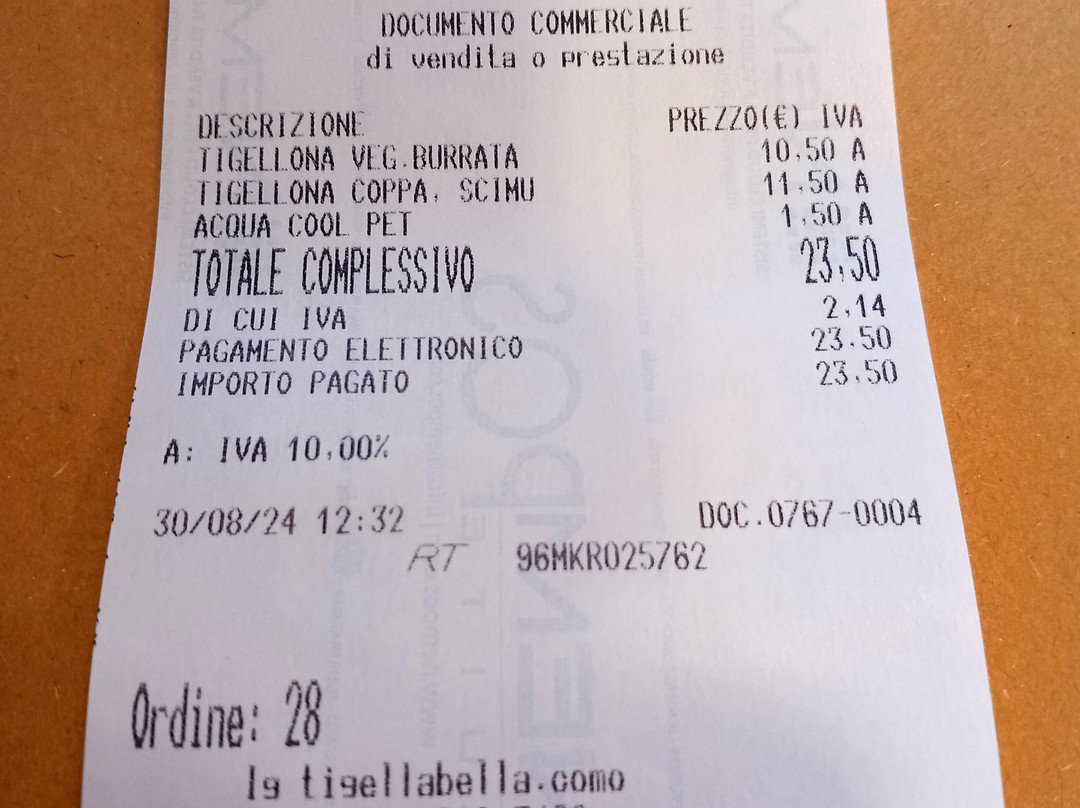 DOCUMENTO COMMERCIALE
di vendita o prestazione
DESCRIZIONE PREZZO(€) IVA
TIGELLONA VEG.BURRATA 10,50 A
TIGELLONA COPPA, SCIMU 11,50 A
ACQUA COOL PET 1,50 A
TOTALE COMPLESSIVO 23,50
DI CUI IVA 2,14
PAGAMENTO ELETTRONICO 23,50
IMPORTO PAGATO 23,50
A: IVA 10,00%
30/08/24 12:32 DOC.0767-0004
RT 96MKR025762
Ordine: 28
Ig tigellabella.como